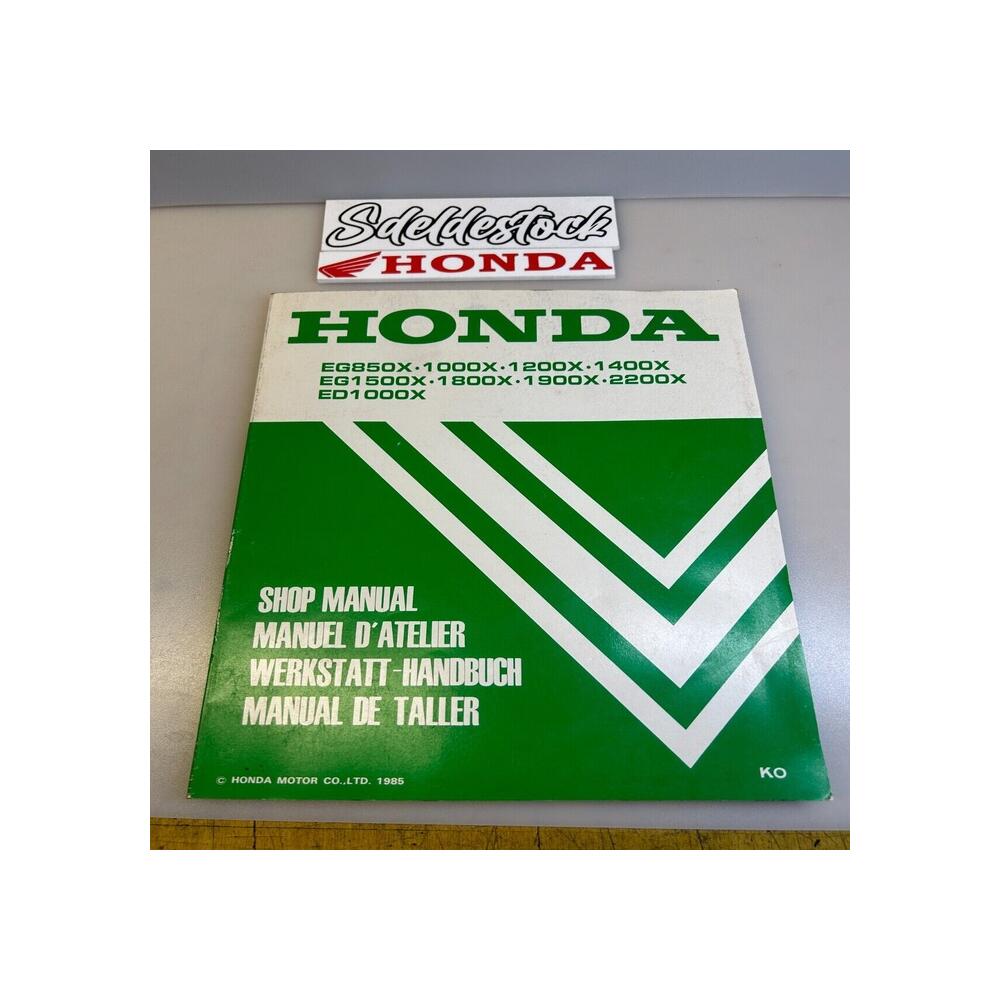 Sdeldestock
HONDA
HONDA
EG850X·1000X·1200X·1400X
EG1500X·1800X·1900X·2200X
ED1000X
SHOP MANUAL
MANUEL D'ATELIER
WERKSTATT-HANDBUCH
MANUAL DE TALLER
© HONDA MOTOR CO.,LTD. 1985
KO